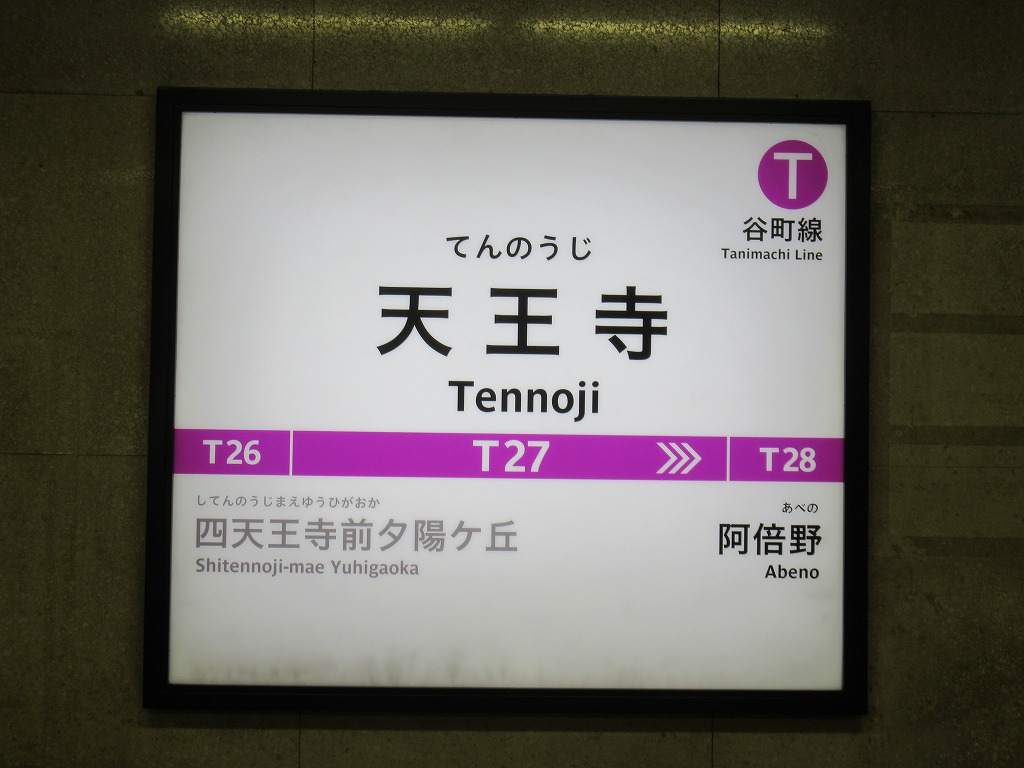 T
谷町線
Tanimachi Line
てんのうじ
天王寺
Tennoji
T26 T27 T28
してんのうじまえゆうひがおか
四天王寺前夕陽ケ丘
Shitennoji-mae Yuhigaoka
あべの
阿倍野
Abeno